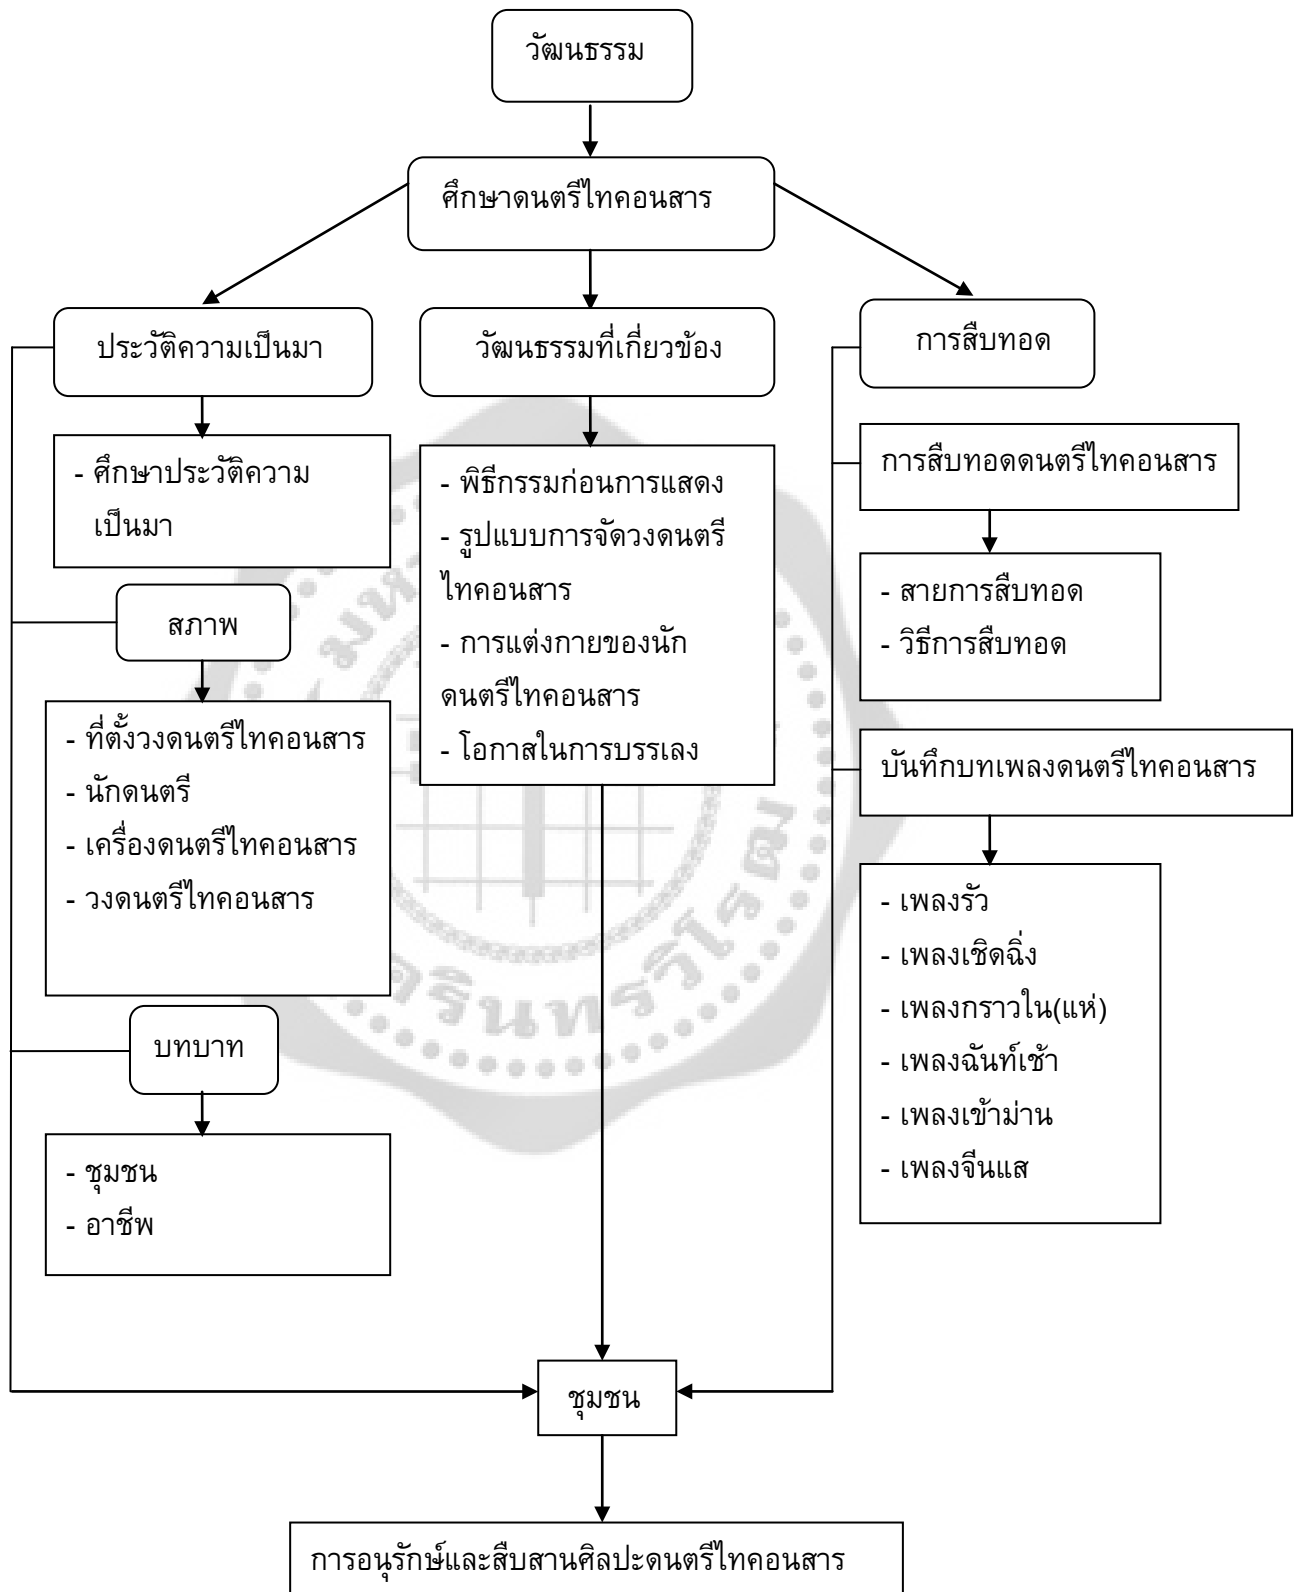 วัฒนธรรม
ศึกษาดนตรีไทคอนสาร
ประวัติความเป็นมา
วัฒนธรรมที่เกี่ยวข้อง
การสืบทอด
- ศึกษาประวัติความ
เป็นมา
สภาพ
- ที่ตั้งวงดนตรีไทคอนสาร
- นักดนตรี
- เครื่องดนตรีไทคอนสาร
- วงดนตรีไทคอนสาร
บทบาท
- ชุมชน
- อาชีพ
- พิธีกรรมก่อนการแสดง
- รูปแบบการจัดวงดนตรี
ไทคอนสาร
- การแต่งกายของนัก
ดนตรีไทคอนสาร
- โอกาสในการบรรเลง
การสืบทอดดนตรีไทคอนสาร
- สายการสืบทอด
- วิธีการสืบทอด
บันทึกบทเพลงดนตรีไทคอนสาร
- เพลงรัว
- เพลงเชิดฉิ่ง
- เพลงกราวใน(แห่)
- เพลงฉันท์เช้า
- เพลงเข้าม่าน
- เพลงจีนแส
ชุมชน
การอนุรักษ์และสืบสานศิลปะดนตรีไทคอนสาร